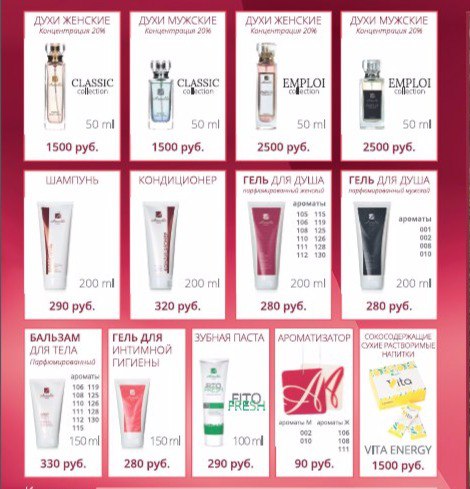 ДУХИ ЖЕНСКИЕ
Концентрация 20%
CLASSIC
collection
50 ml
1500 руб.
ДУХИ МУЖСКИЕ
Концентрация 20%
CLASSIC
collection
50 ml
1500 руб.
ДУХИ ЖЕНСКИЕ
Концентрация 20%
EMPLOI
collection
50 ml
2500 руб.
ДУХИ МУЖСКИЕ
Концентрация 20%
EMPLOI
collection
50 ml
2500 руб.
ШАМПУНЬ
200 ml
290 руб.
КОНДИЦИОНЕР
200 ml
320 руб.
ГЕЛЬ ДЛЯ ДУША
парфюмированный женский
ароматы
105 115
108 118
125 128
110 126
111 128
112 130
200 ml
280 руб.
ГЕЛЬ ДЛЯ ДУША
парфюмированный мужской
ароматы
001
002
008
010
200 ml
280 руб.
БАЛЬЗАМ
ДЛЯ ТЕЛА
Парфюмированный
ароматы
106 119
108 125
110 126
111 128
112 130
115
150 ml
330 руб.
ГЕЛЬ ДЛЯ
ИНТИМНОЙ
ГИГИЕНЫ
150 ml
280 руб.
ЗУБНАЯ ПАСТА
FITO
FRESH
100 ml
290 руб.
АРОМАТИЗАТОР
ароматы М ароматы Ж
002 106
010 108
111
90 руб.
СОКОСОДЕРЖАЩИЕ
СУХИЕ РАСТВОРИМЫЕ
НАПИТКИ
Vita
VITA ENERGY
1500 руб.